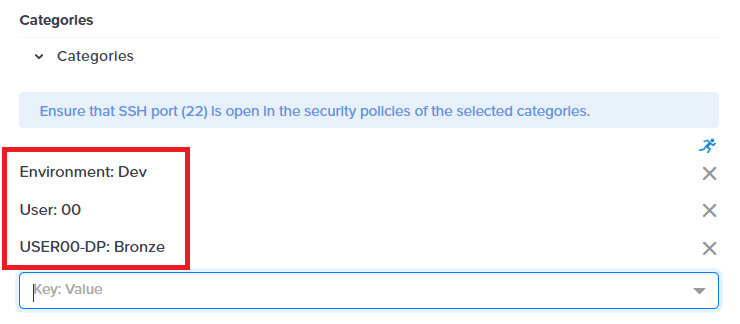 Categories
Categories
Ensure that SSH port (22) is open in the security policies of the selected categories.
Environment: Dev
User: 00
USER00-DP: Bronze
Key: Value